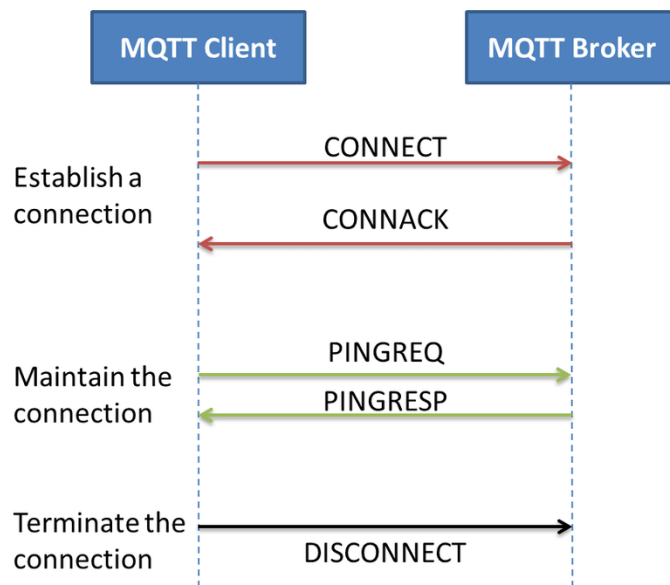 MQTT Client
MQTT Broker
CONNECT
Establish a
connection
CONNACK
PINGREQ
Maintain the
connection
PINGRESP
Terminate the
connection
DISCONNECT